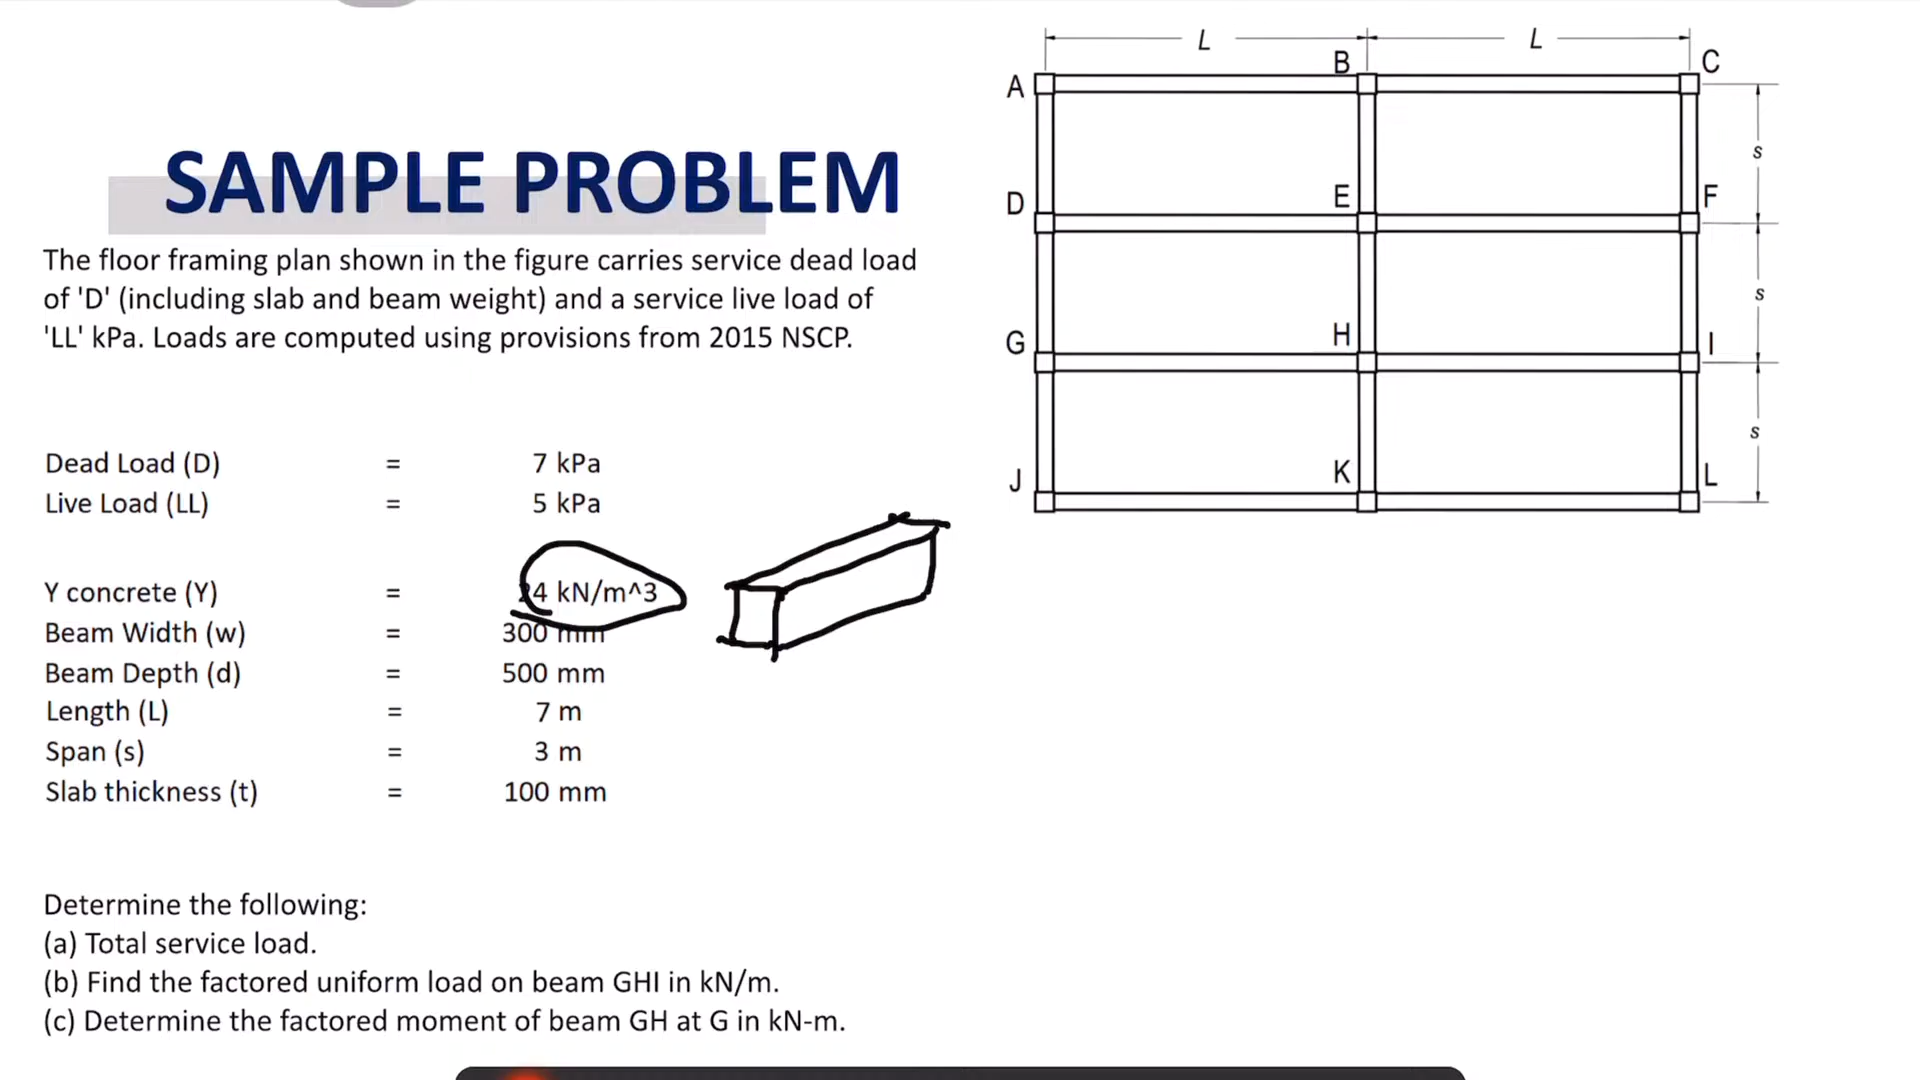 SAMPLE PROBLEM
The floor framing plan shown in the figure carries service dead load
of 'D' (including slab and beam weight) and a service live load of
'LL' kPa. Loads are computed using provisions from 2015 NSCP.
Dead Load (D) = 7 kPa
Live Load (LL) = 5 kPa
Y concrete (Y) = 24 kN/m^3
Beam Width (w) = 300 mm
Beam Depth (d) = 500 mm
Length (L) = 7 m
Span (s) = 3 m
Slab thickness (t) = 100 mm
Determine the following:
(a) Total service load.
(b) Find the factored uniform load on beam GHI in kN/m.
(c) Determine the factored moment of beam GH at G in kN-m.
L L
A B C
s
D E F
s
G H I
s
J K L